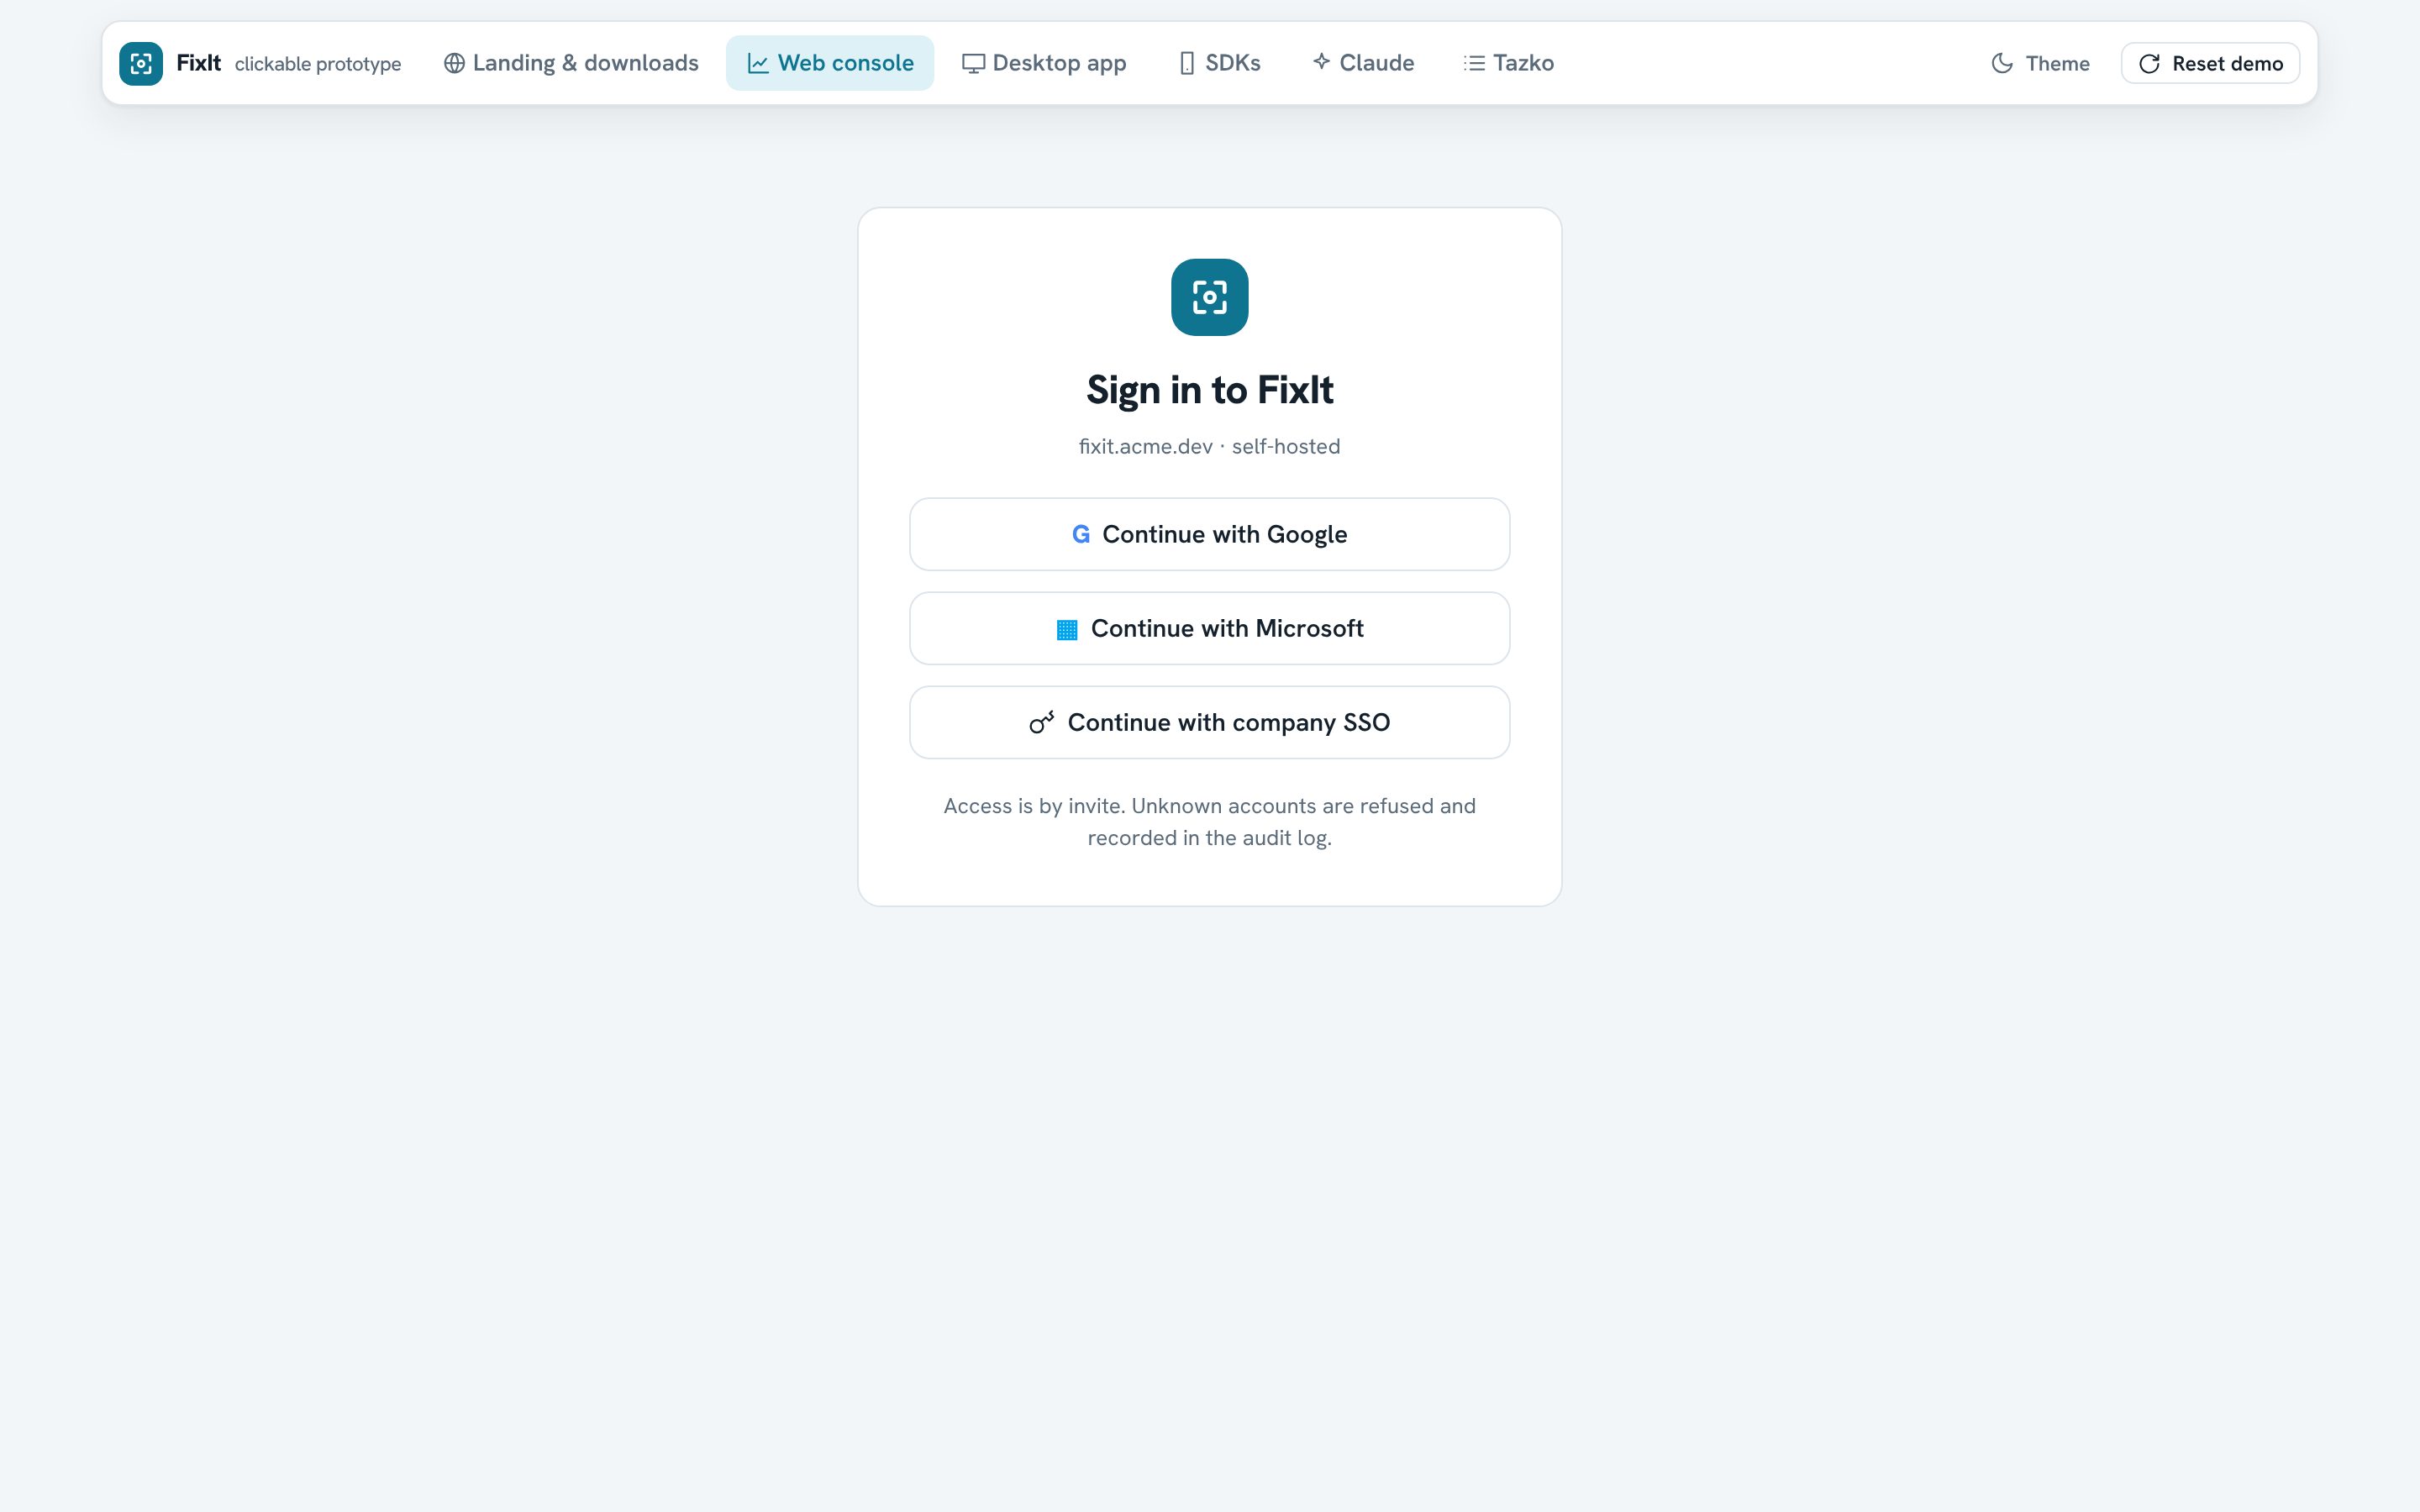 FixIt clickable prototype Landing & downloads Web console Desktop app SDKs Claude Tazko Theme Reset demo
Sign in to FixIt
fixit.acme.dev · self-hosted
G Continue with Google
Continue with Microsoft
Continue with company SSO
Access is by invite. Unknown accounts are refused and
recorded in the audit log.